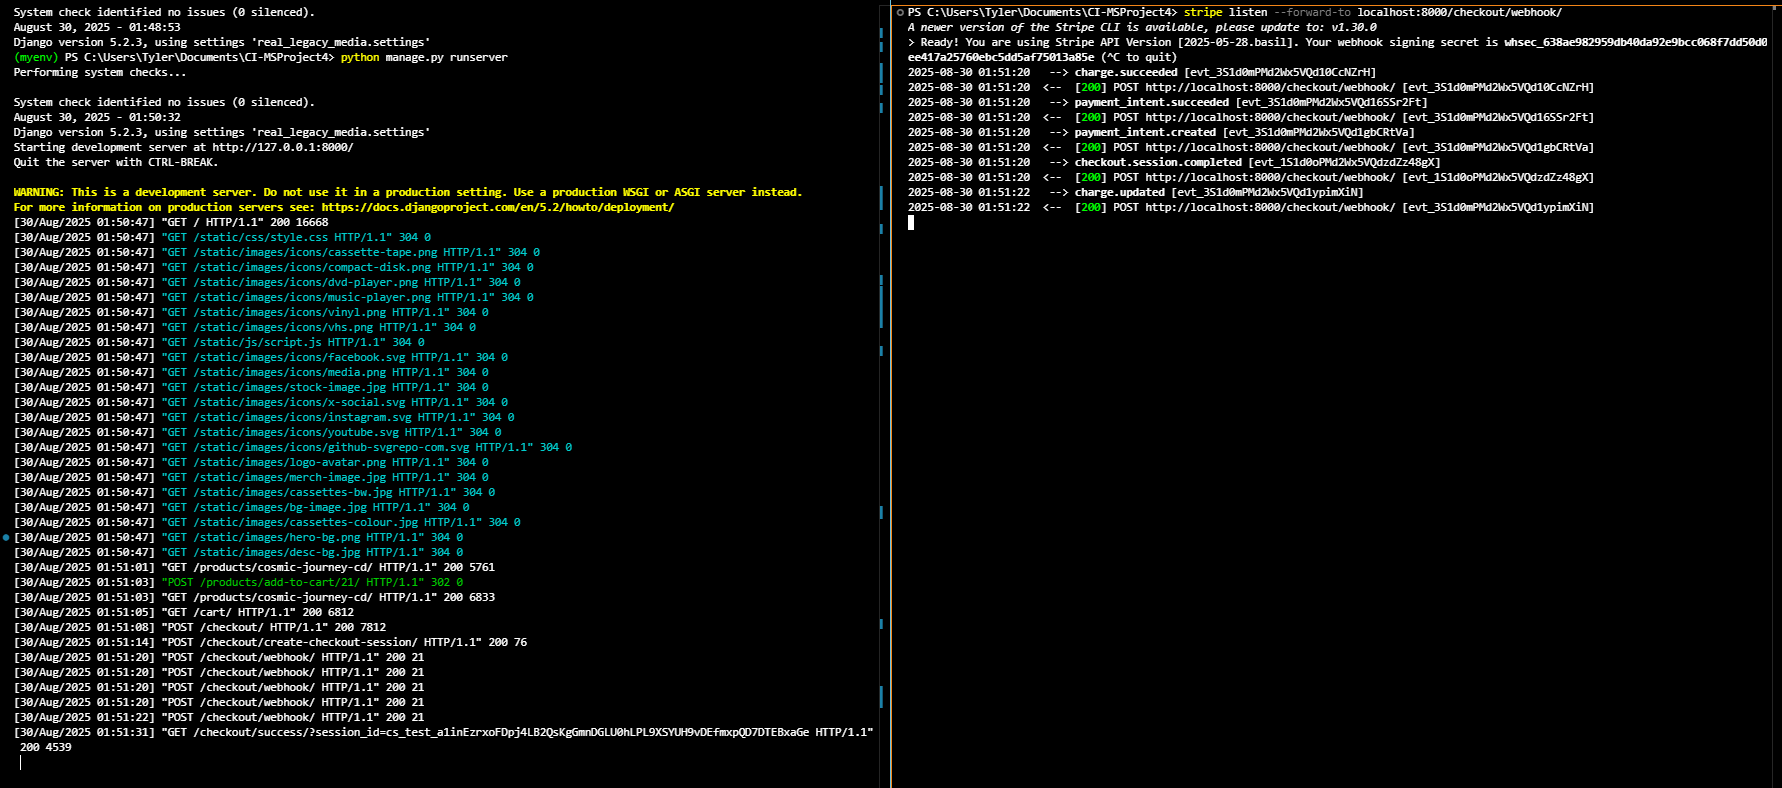 System check identified no issues (0 silenced).
August 30, 2025 - 01:48:53
Django version 5.2.3, using settings 'real_legacy_media.settings'
(myenv) PS C:\Users\Tyler\Documents\CI-MSProject4> python manage.py runserver
Performing system checks...
System check identified no issues (0 silenced).
August 30, 2025 - 01:50:32
Django version 5.2.3, using settings 'real_legacy_media.settings'
Starting development server at http://127.0.0.1:8000/
Quit the server with CTRL-BREAK.
WARNING: This is a development server. Do not use it in a production setting. Use a production WSGI or ASGI server instead.
For more information on production servers see: https://docs.djangoproject.com/en/5.2/howto/deployment/
[30/Aug/2025 01:50:47] "GET / HTTP/1.1" 200 16668
[30/Aug/2025 01:50:47] "GET /static/css/style.css HTTP/1.1" 304 0
[30/Aug/2025 01:50:47] "GET /static/images/icons/cassette-tape.png HTTP/1.1" 304 0
[30/Aug/2025 01:50:47] "GET /static/images/icons/compact-disk.png HTTP/1.1" 304 0
[30/Aug/2025 01:50:47] "GET /static/images/icons/dvd-player.png HTTP/1.1" 304 0
[30/Aug/2025 01:50:47] "GET /static/images/icons/music-player.png HTTP/1.1" 304 0
[30/Aug/2025 01:50:47] "GET /static/images/icons/vinyl.png HTTP/1.1" 304 0
[30/Aug/2025 01:50:47] "GET /static/images/icons/vhs.png HTTP/1.1" 304 0
[30/Aug/2025 01:50:47] "GET /static/js/script.js HTTP/1.1" 304 0
[30/Aug/2025 01:50:47] "GET /static/images/icons/facebook.svg HTTP/1.1" 304 0
[30/Aug/2025 01:50:47] "GET /static/images/icons/media.png HTTP/1.1" 304 0
[30/Aug/2025 01:50:47] "GET /static/images/stock-image.jpg HTTP/1.1" 304 0
[30/Aug/2025 01:50:47] "GET /static/images/icons/x-social.svg HTTP/1.1" 304 0
[30/Aug/2025 01:50:47] "GET /static/images/icons/instagram.svg HTTP/1.1" 304 0
[30/Aug/2025 01:50:47] "GET /static/images/icons/youtube.svg HTTP/1.1" 304 0
[30/Aug/2025 01:50:47] "GET /static/images/icons/github-svgrepo-com.svg HTTP/1.1" 304 0
[30/Aug/2025 01:50:47] "GET /static/images/logo-avatar.png HTTP/1.1" 304 0
[30/Aug/2025 01:50:47] "GET /static/images/merch-image.jpg HTTP/1.1" 304 0
[30/Aug/2025 01:50:47] "GET /static/images/cassettes-bw.jpg HTTP/1.1" 304 0
[30/Aug/2025 01:50:47] "GET /static/images/bg-image.jpg HTTP/1.1" 304 0
[30/Aug/2025 01:50:47] "GET /static/images/cassettes-colour.jpg HTTP/1.1" 304 0
[30/Aug/2025 01:50:47] "GET /static/images/hero-bg.png HTTP/1.1" 304 0
[30/Aug/2025 01:50:47] "GET /static/images/desc-bg.jpg HTTP/1.1" 304 0
[30/Aug/2025 01:51:01] "GET /products/cosmic-journey-cd/ HTTP/1.1" 200 5761
[30/Aug/2025 01:51:03] "POST /products/add-to-cart/21/ HTTP/1.1" 302 0
[30/Aug/2025 01:51:03] "GET /products/cosmic-journey-cd/ HTTP/1.1" 200 6833
[30/Aug/2025 01:51:05] "GET /cart/ HTTP/1.1" 200 6812
[30/Aug/2025 01:51:08] "POST /checkout/ HTTP/1.1" 200 7812
[30/Aug/2025 01:51:14] "POST /checkout/create-checkout-session/ HTTP/1.1" 200 76
[30/Aug/2025 01:51:20] "POST /checkout/webhook/ HTTP/1.1" 200 21
[30/Aug/2025 01:51:20] "POST /checkout/webhook/ HTTP/1.1" 200 21
[30/Aug/2025 01:51:20] "POST /checkout/webhook/ HTTP/1.1" 200 21
[30/Aug/2025 01:51:20] "POST /checkout/webhook/ HTTP/1.1" 200 21
[30/Aug/2025 01:51:22] "POST /checkout/webhook/ HTTP/1.1" 200 21
[30/Aug/2025 01:51:31] "GET /checkout/success/?session_id=cs_test_a1inEzrxoFDpj4LB2QsKgGmnDGLU0hLPL9XSYUH9vDEfmxpQD7DTEBxaGe HTTP/1.1"
200 4539
PS C:\Users\Tyler\Documents\CI-MSProject4> stripe listen --forward-to localhost:8000/checkout/webhook/
A newer version of the Stripe CLI is available, please update to: v1.30.0
> Ready! You are using Stripe API Version [2025-05-28.basil]. Your webhook signing secret is whsec_638ae982959db40da92e9bcc068f7dd50d0
ee417a25760ebc5dd5af75013a85e (^C to quit)
2025-08-30 01:51:20   --> charge.succeeded [evt_3S1d0mPMd2Wx5VQd10CcNZrH]
2025-08-30 01:51:20  <--  [200] POST http://localhost:8000/checkout/webhook/ [evt_3S1d0mPMd2Wx5VQd10CcNZrH]
2025-08-30 01:51:20   --> payment_intent.succeeded [evt_3S1d0mPMd2Wx5VQd16SSr2Ft]
2025-08-30 01:51:20  <--  [200] POST http://localhost:8000/checkout/webhook/ [evt_3S1d0mPMd2Wx5VQd16SSr2Ft]
2025-08-30 01:51:20   --> payment_intent.created [evt_3S1d0mPMd2Wx5VQd1gbCRtVa]
2025-08-30 01:51:20  <--  [200] POST http://localhost:8000/checkout/webhook/ [evt_3S1d0mPMd2Wx5VQd1gbCRtVa]
2025-08-30 01:51:20   --> checkout.session.completed [evt_1S1d0oPMd2Wx5VQdzdZz48gX]
2025-08-30 01:51:20  <--  [200] POST http://localhost:8000/checkout/webhook/ [evt_1S1d0oPMd2Wx5VQdzdZz48gX]
2025-08-30 01:51:22   --> charge.updated [evt_3S1d0mPMd2Wx5VQd1ypimXiN]
2025-08-30 01:51:22  <--  [200] POST http://localhost:8000/checkout/webhook/ [evt_3S1d0mPMd2Wx5VQd1ypimXiN]